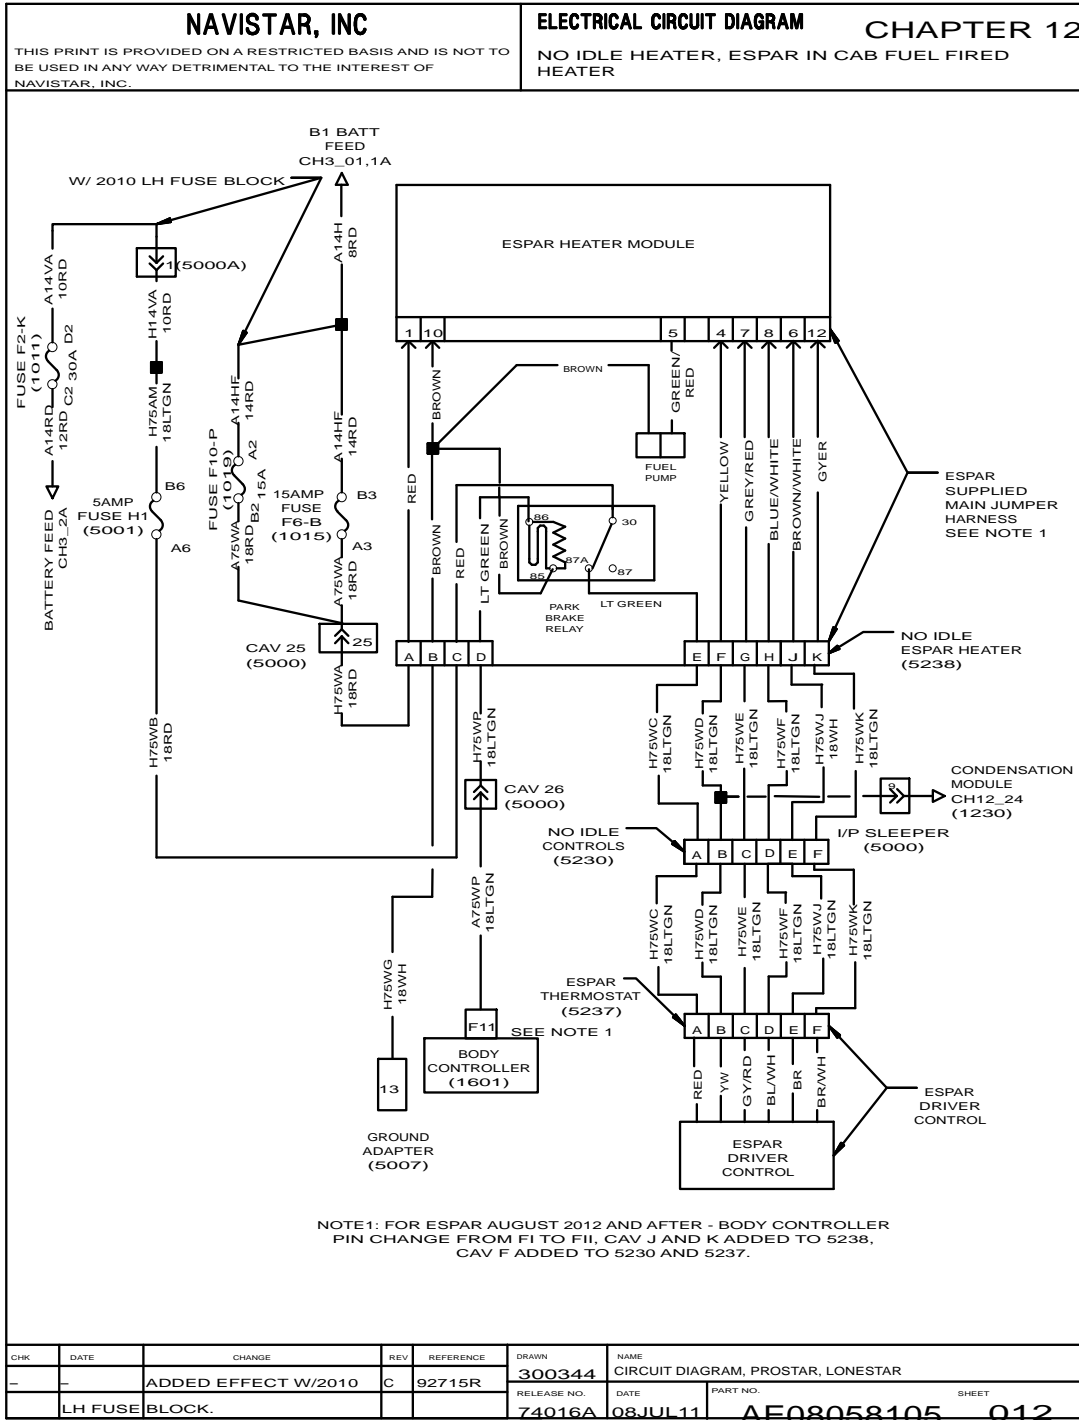 NAVISTAR, INC
THIS PRINT IS PROVIDED ON A RESTRICTED BASIS AND IS NOT TO
BE USED IN ANY WAY DETRIMENTAL TO THE INTEREST OF
NAVISTAR, INC.
ELECTRICAL CIRCUIT DIAGRAM
CHAPTER 12
NO IDLE HEATER, ESPAR IN CAB FUEL FIRED
HEATER
B1 BATT
FEED
CH3_01,1A
W/ 2010 LH FUSE BLOCK
A14H
8RD
ESPAR HEATER MODULE
1 10 5 4 7 8 6 12
A14VA
10RD
1(5000A)
H14VA
10RD
FUSE F2-K
(1011)
C2 30A D2
A14RD
12RD
BATTERY FEED
CH3_2A
H75AM
18LTGN
5AMP
FUSE H1
(5001)
B6
A6
A14HF
14RD
FUSE F10-P
(1019)
B2 15A A2
A75WA
18RD
A14HF
14RD
15AMP
FUSE
F6-B
(1015)
B3
A3
A75WA
18RD
CAV 25
(5000)
25
H75WA
18RD
H75WB
18RD
RED
BROWN
BROWN
BROWN
RED
LT GREEN
BROWN
GREEN/
RED
FUEL
PUMP
86
30
87A
85
87
PARK
BRAKE
RELAY
LT GREEN
YELLOW
GREY/RED
BLUE/WHITE
BROWN/WHITE
GYER
ESPAR
SUPPLIED
MAIN JUMPER
HARNESS
SEE NOTE 1
A B C D
E F G H J K
NO IDLE
ESPAR HEATER
(5238)
H75WP
18LTGN
CAV 26
(5000)
A75WP
18LTGN
H75WC
18LTGN
H75WD
18LTGN
H75WE
18LTGN
H75WF
18LTGN
H75WJ
18WH
H75WK
18LTGN
9
CONDENSATION
MODULE
CH12_24
(1230)
I/P SLEEPER
(5000)
NO IDLE
CONTROLS
(5230)
A B C D E F
H75WC
18LTGN
H75WD
18LTGN
H75WE
18LTGN
H75WF
18LTGN
H75WJ
18LTGN
H75WK
18LTGN
H75WG
18WH
ESPAR
THERMOSTAT
(5237)
A B C D E F
F11
SEE NOTE 1
BODY
CONTROLLER
(1601)
13
GROUND
ADAPTER
(5007)
RED
YW
GY/RD
BL/WH
BR
BR/WH
ESPAR
DRIVER
CONTROL
ESPAR
DRIVER
CONTROL
NOTE1: FOR ESPAR AUGUST 2012 AND AFTER - BODY CONTROLLER
PIN CHANGE FROM FI TO FII, CAV J AND K ADDED TO 5238,
CAV F ADDED TO 5230 AND 5237.
CHK DATE CHANGE REV REFERENCE
- - ADDED EFFECT W/2010 C 92715R
LH FUSE BLOCK.
DRAWN
300344
NAME
CIRCUIT DIAGRAM, PROSTAR, LONESTAR
RELEASE NO.
74016A
DATE
08JUL11
PART NO.
AF08058105
SHEET
012